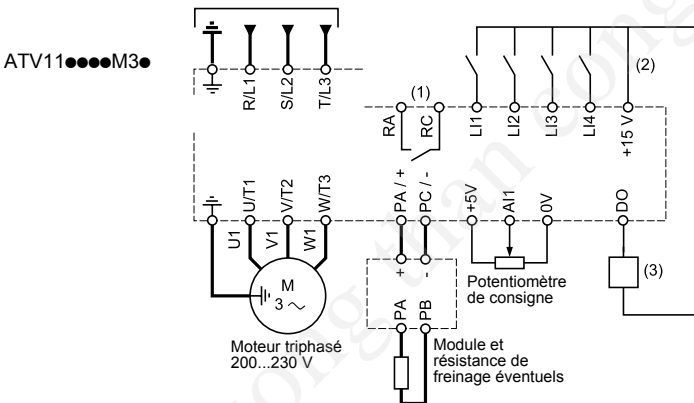 ATV11●●●●M3●
R/L1
S/L2
T/L3
(1)
RA
RC
LI1
LI2
LI3
LI4
+15 V
(2)
U/T1
V/T2
W/T3
PA / +
PC / -
+5V
AI1
0V
DO
U1
V1
W1
M
3 ~
+
-
PA
PB
(3)
Potentiomètre
de consigne
Moteur triphasé
200...230 V
Module et
résistance de
freinage éventuels